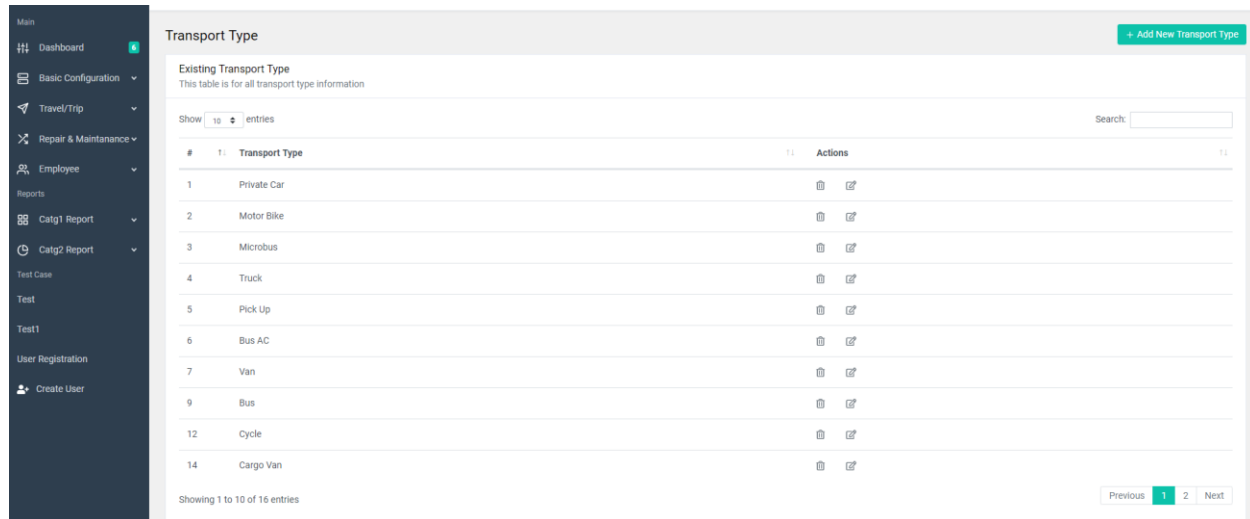 Main
Dashboard 6
Basic Configuration
Travel/Trip
Repair & Maintanance
Employee
Reports
Catg1 Report
Catg2 Report
Test Case
Test
Test1
User Registration
Create User
Transport Type
+ Add New Transport Type
Existing Transport Type
This table is for all transport type information
Show 10 entries
Search:
# Transport Type Actions
1 Private Car
2 Motor Bike
3 Microbus
4 Truck
5 Pick Up
6 Bus AC
7 Van
9 Bus
12 Cycle
14 Cargo Van
Showing 1 to 10 of 16 entries
Previous 1 2 Next